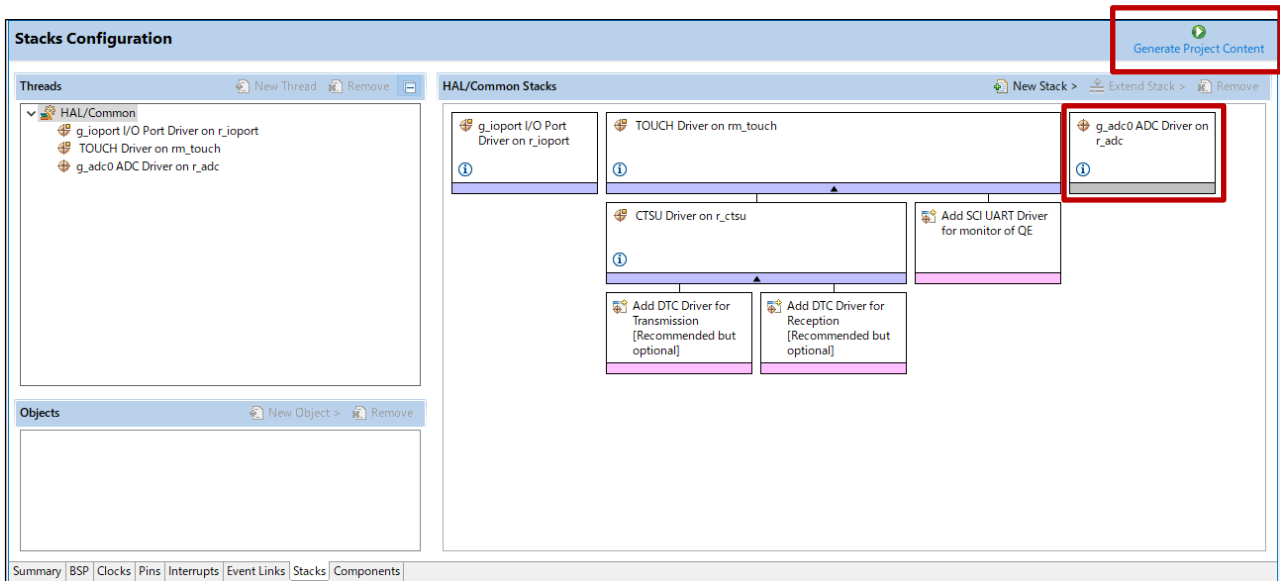 Stacks Configuration
Generate Project Content
Threads
New Thread
Remove
HAL/Common
g_ioport I/O Port Driver on r_ioport
TOUCH Driver on rm_touch
g_adc0 ADC Driver on r_adc
Objects
New Object >
Remove
HAL/Common Stacks
New Stack >
Extend Stack >
Remove
g_ioport I/O Port
Driver on r_ioport
TOUCH Driver on rm_touch
g_adc0 ADC Driver on
r_adc
CTSU Driver on r_ctsu
Add SCI UART Driver
for monitor of QE
Add DTC Driver for
Transmission
[Recommended but
optional]
Add DTC Driver for
Reception
[Recommended but
optional]
Summary BSP Clocks Pins Interrupts Event Links Stacks Components